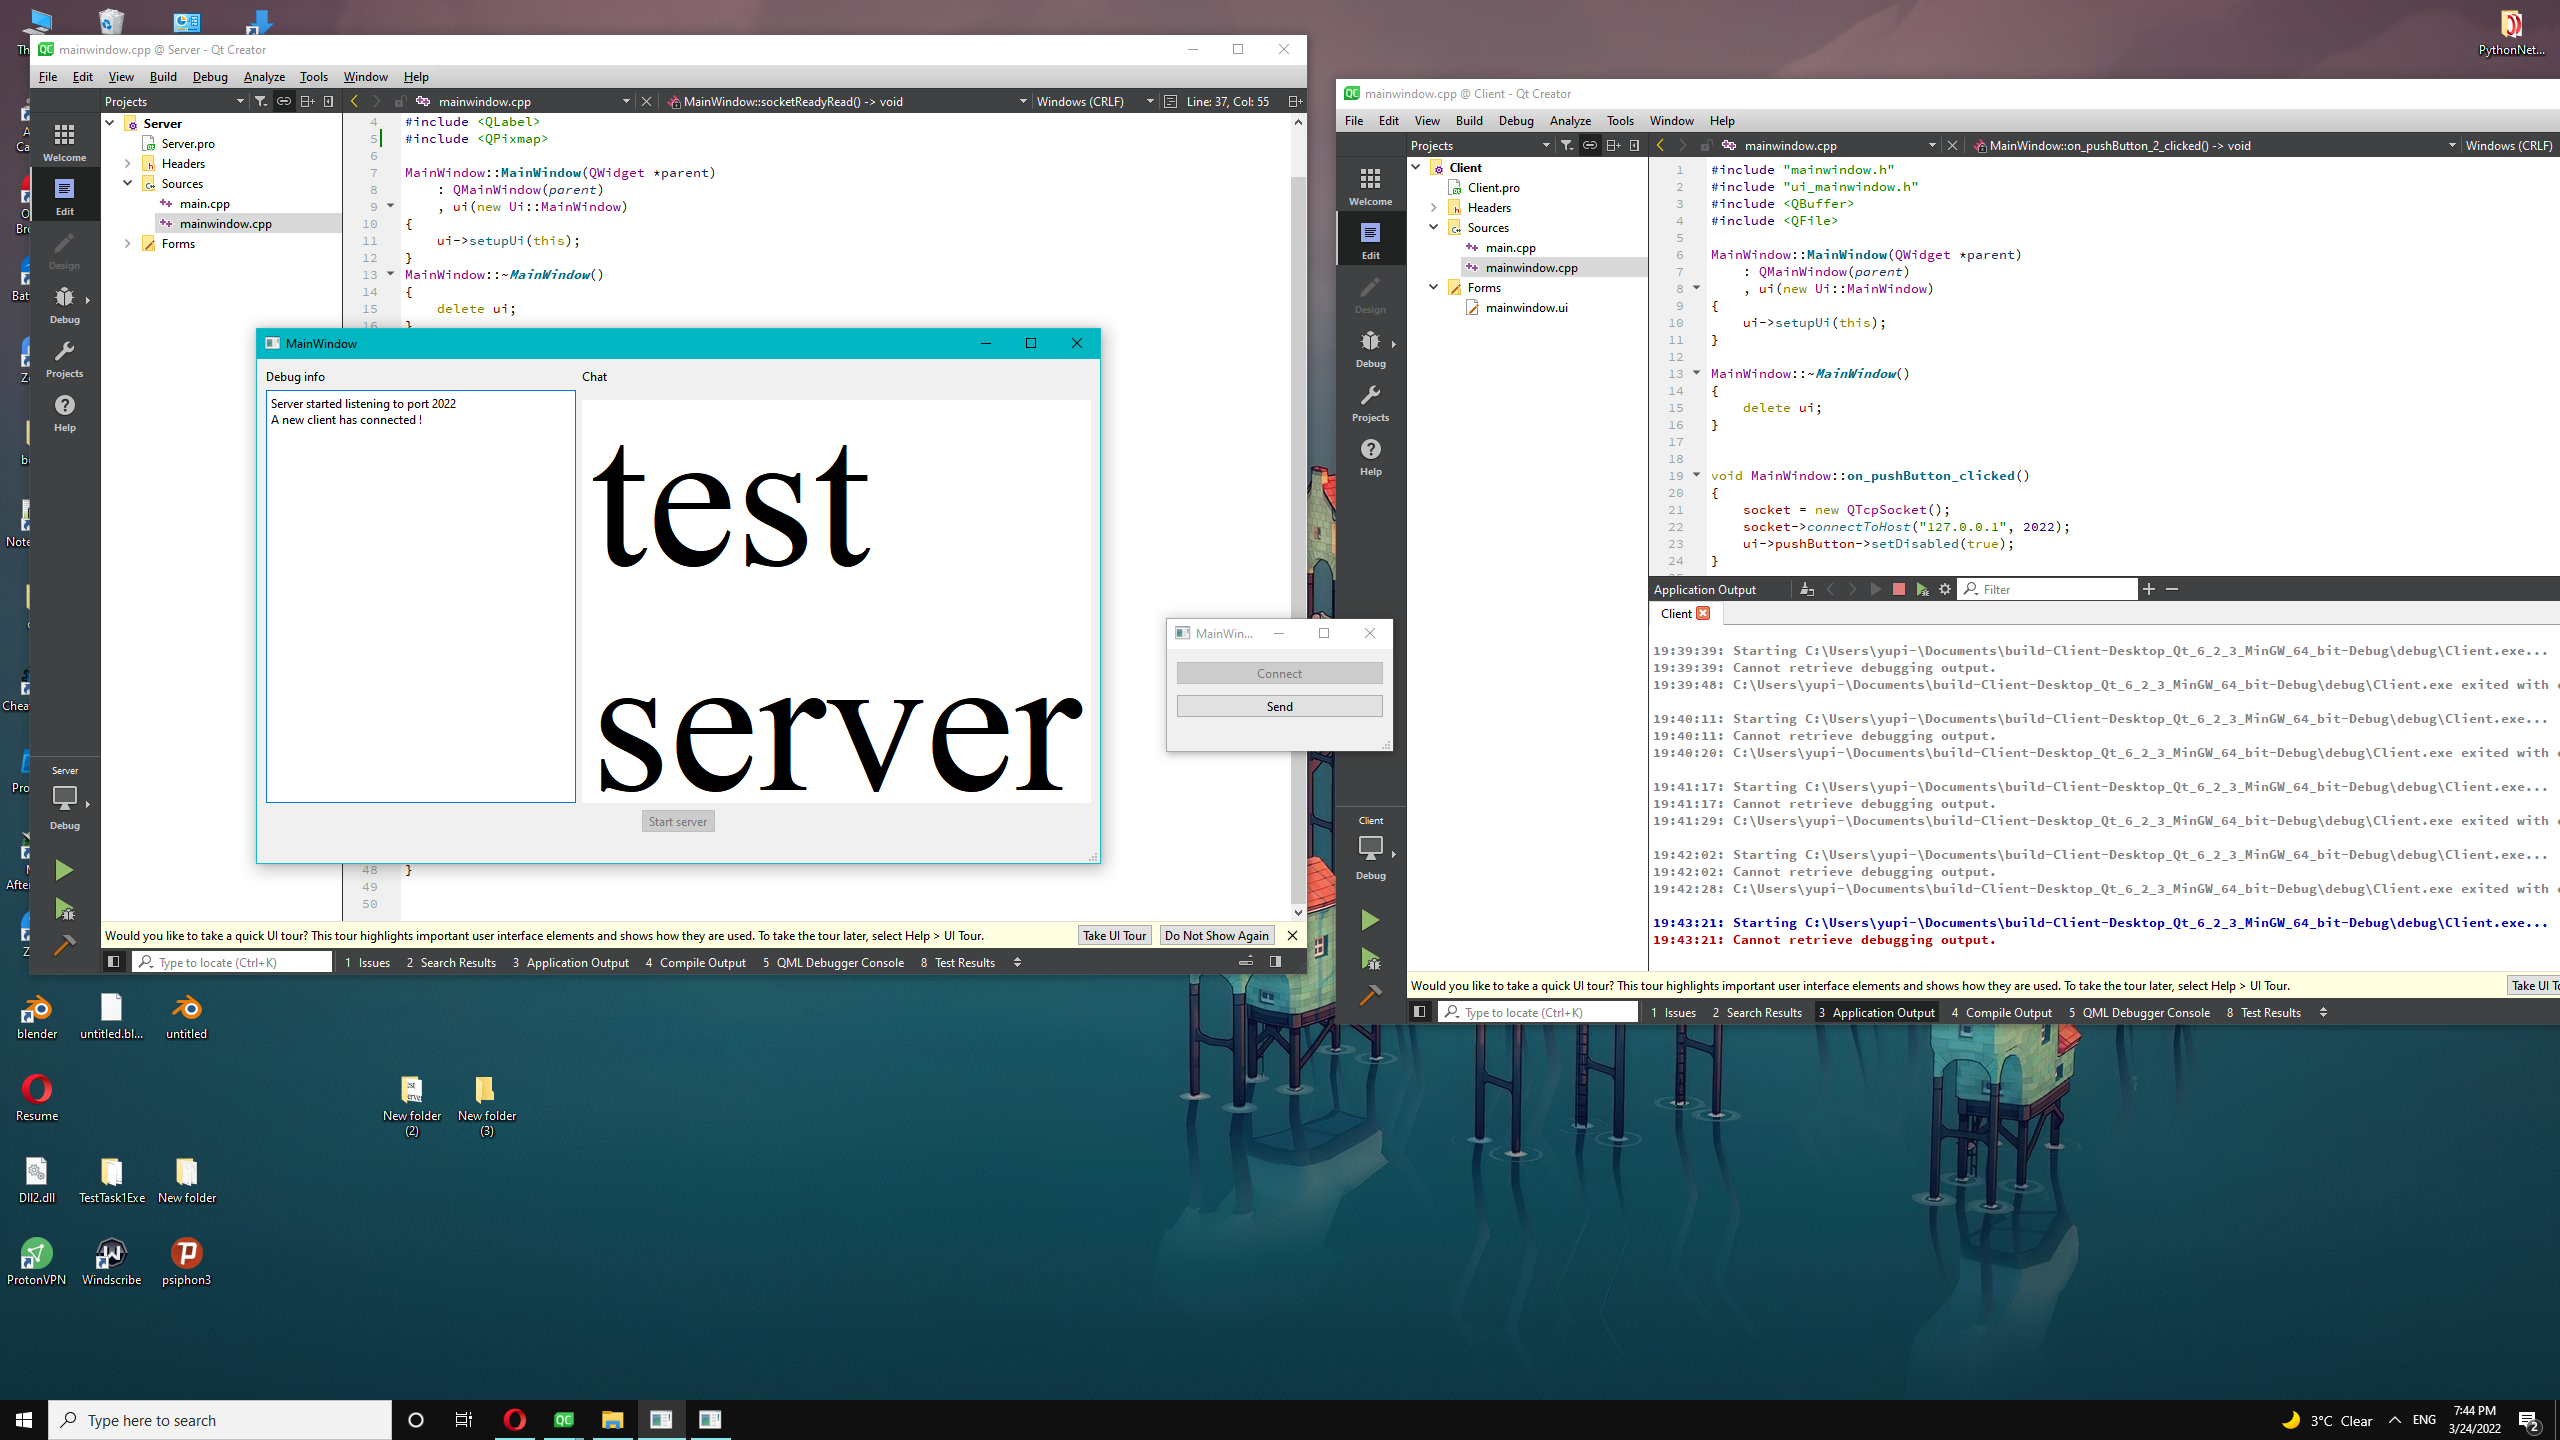 mainwindow.cpp @ Server - Qt Creator
File Edit View Build Debug Analyze Tools Window Help
Projects
mainwindow.cpp
MainWindow::socketReadyRead() -> void
Windows (CRLF)
Line: 37, Col: 55
Welcome
Edit
Design
Debug
Projects
Help
Server
Debug
Server
Server.pro
Headers
Sources
main.cpp
mainwindow.cpp
Forms
4 #include <QLabel>
5 #include <QPixmap>
6
7 MainWindow::MainWindow(QWidget *parent)
8 : QMainWindow(parent)
9 , ui(new Ui::MainWindow)
10 {
11 ui->setupUi(this);
12 }
13 MainWindow::~MainWindow()
14 {
15 delete ui;
16 }
48 }
49
50
MainWindow
Debug info
Chat
Server started listening to port 2022
A new client has connected !
test
server
Start server
Would you like to take a quick UI tour? This tour highlights important user interface elements and shows how they are used. To take the tour later, select Help > UI Tour.
Take UI Tour
Do Not Show Again
Type to locate (Ctrl+K)
1 Issues 2 Search Results 3 Application Output 4 Compile Output 5 QML Debugger Console 8 Test Results
MainWin...
Connect
Send
mainwindow.cpp @ Client - Qt Creator
File Edit View Build Debug Analyze Tools Window Help
Projects
mainwindow.cpp
MainWindow::on_pushButton_2_clicked() -> void
Windows (CRLF)
Welcome
Edit
Design
Debug
Projects
Help
Client
Debug
Client
Client.pro
Headers
Sources
main.cpp
mainwindow.cpp
Forms
mainwindow.ui
1 #include "mainwindow.h"
2 #include "ui_mainwindow.h"
3 #include <QBuffer>
4 #include <QFile>
5
6 MainWindow::MainWindow(QWidget *parent)
7 : QMainWindow(parent)
8 , ui(new Ui::MainWindow)
9 {
10 ui->setupUi(this);
11 }
12
13 MainWindow::~MainWindow()
14 {
15 delete ui;
16 }
17
18
19 void MainWindow::on_pushButton_clicked()
20 {
21 socket = new QTcpSocket();
22 socket->connectToHost("127.0.0.1", 2022);
23 ui->pushButton->setDisabled(true);
24 }
Application Output
Filter
Client
19:39:39: Starting C:\Users\yupi-\Documents\build-Client-Desktop_Qt_6_2_3_MinGW_64_bit-Debug\debug\Client.exe...
19:39:39: Cannot retrieve debugging output.
19:39:48: C:\Users\yupi-\Documents\build-Client-Desktop_Qt_6_2_3_MinGW_64_bit-Debug\debug\Client.exe exited with
19:40:11: Starting C:\Users\yupi-\Documents\build-Client-Desktop_Qt_6_2_3_MinGW_64_bit-Debug\debug\Client.exe...
19:40:11: Cannot retrieve debugging output.
19:40:20: C:\Users\yupi-\Documents\build-Client-Desktop_Qt_6_2_3_MinGW_64_bit-Debug\debug\Client.exe exited with
19:41:17: Starting C:\Users\yupi-\Documents\build-Client-Desktop_Qt_6_2_3_MinGW_64_bit-Debug\debug\Client.exe...
19:41:17: Cannot retrieve debugging output.
19:41:29: C:\Users\yupi-\Documents\build-Client-Desktop_Qt_6_2_3_MinGW_64_bit-Debug\debug\Client.exe exited with
19:42:02: Starting C:\Users\yupi-\Documents\build-Client-Desktop_Qt_6_2_3_MinGW_64_bit-Debug\debug\Client.exe...
19:42:02: Cannot retrieve debugging output.
19:42:28: C:\Users\yupi-\Documents\build-Client-Desktop_Qt_6_2_3_MinGW_64_bit-Debug\debug\Client.exe exited with
19:43:21: Starting C:\Users\yupi-\Documents\build-Client-Desktop_Qt_6_2_3_MinGW_64_bit-Debug\debug\Client.exe...
19:43:21: Cannot retrieve debugging output.
Would you like to take a quick UI tour? This tour highlights important user interface elements and shows how they are used. To take the tour later, select Help > UI Tour.
Take UI
Type to locate (Ctrl+K)
1 Issues 2 Search Results 3 Application Output 4 Compile Output 5 QML Debugger Console 8 Test Results
PythonNet...
blender
untitled.bl...
untitled
Resume
New folder
(2)
New folder
(3)
Dll2.dll
TestTask1Exe
New folder
ProtonVPN
Windscribe
psiphon3
Type here to search
3°C Clear
ENG
7:44 PM
3/24/2022
2